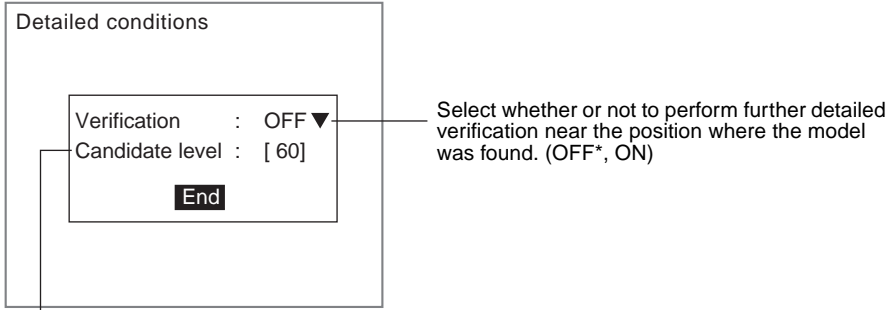 Detailed conditions
Verification : OFF▼
Candidate level : [ 60]
End
Select whether or not to perform further detailed
verification near the position where the model
was found. (OFF*, ON)